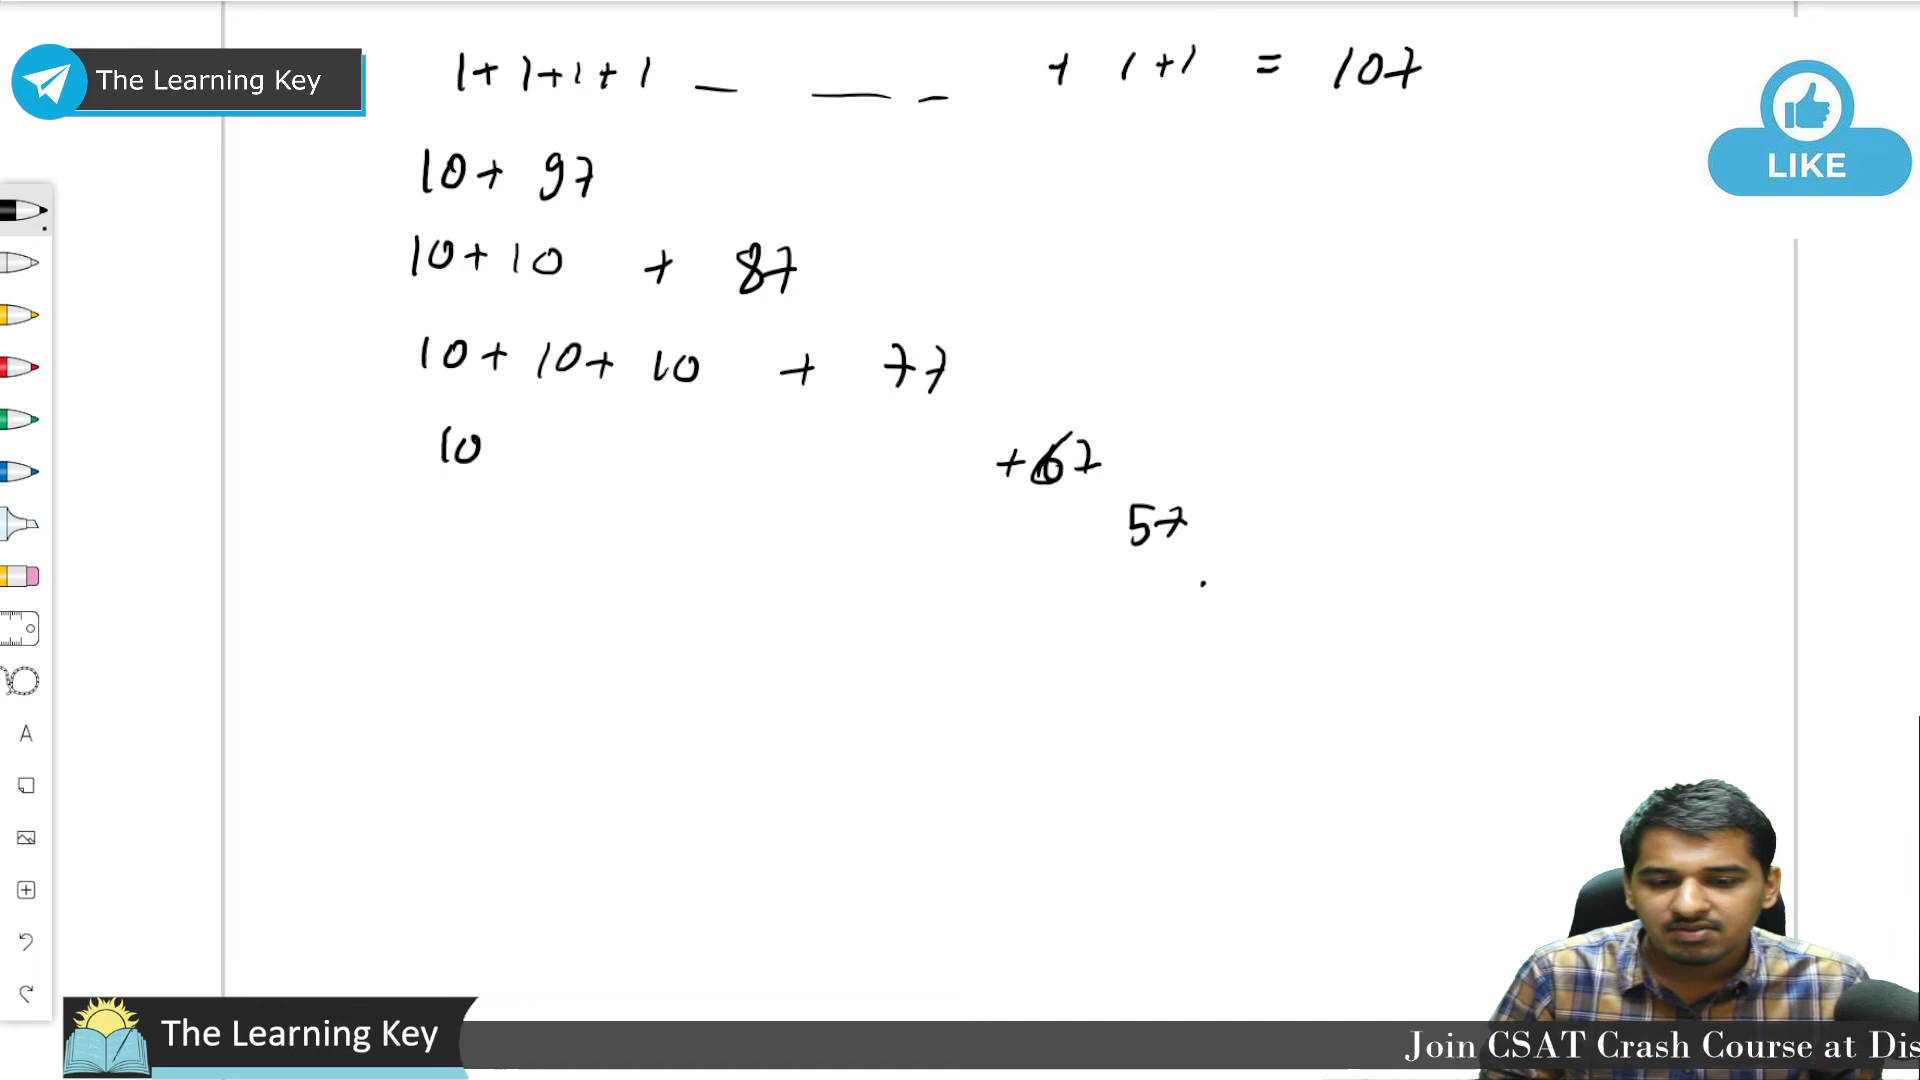 The Learning Key
1+ 1+1+ 1 _ _ _ + 1+1 = 107
LIKE
10+ 97
10+10 + 87
10+ 10+ 10 + 77
10 +67
57
A
The Learning Key
Join CSAT Crash Course at Dis